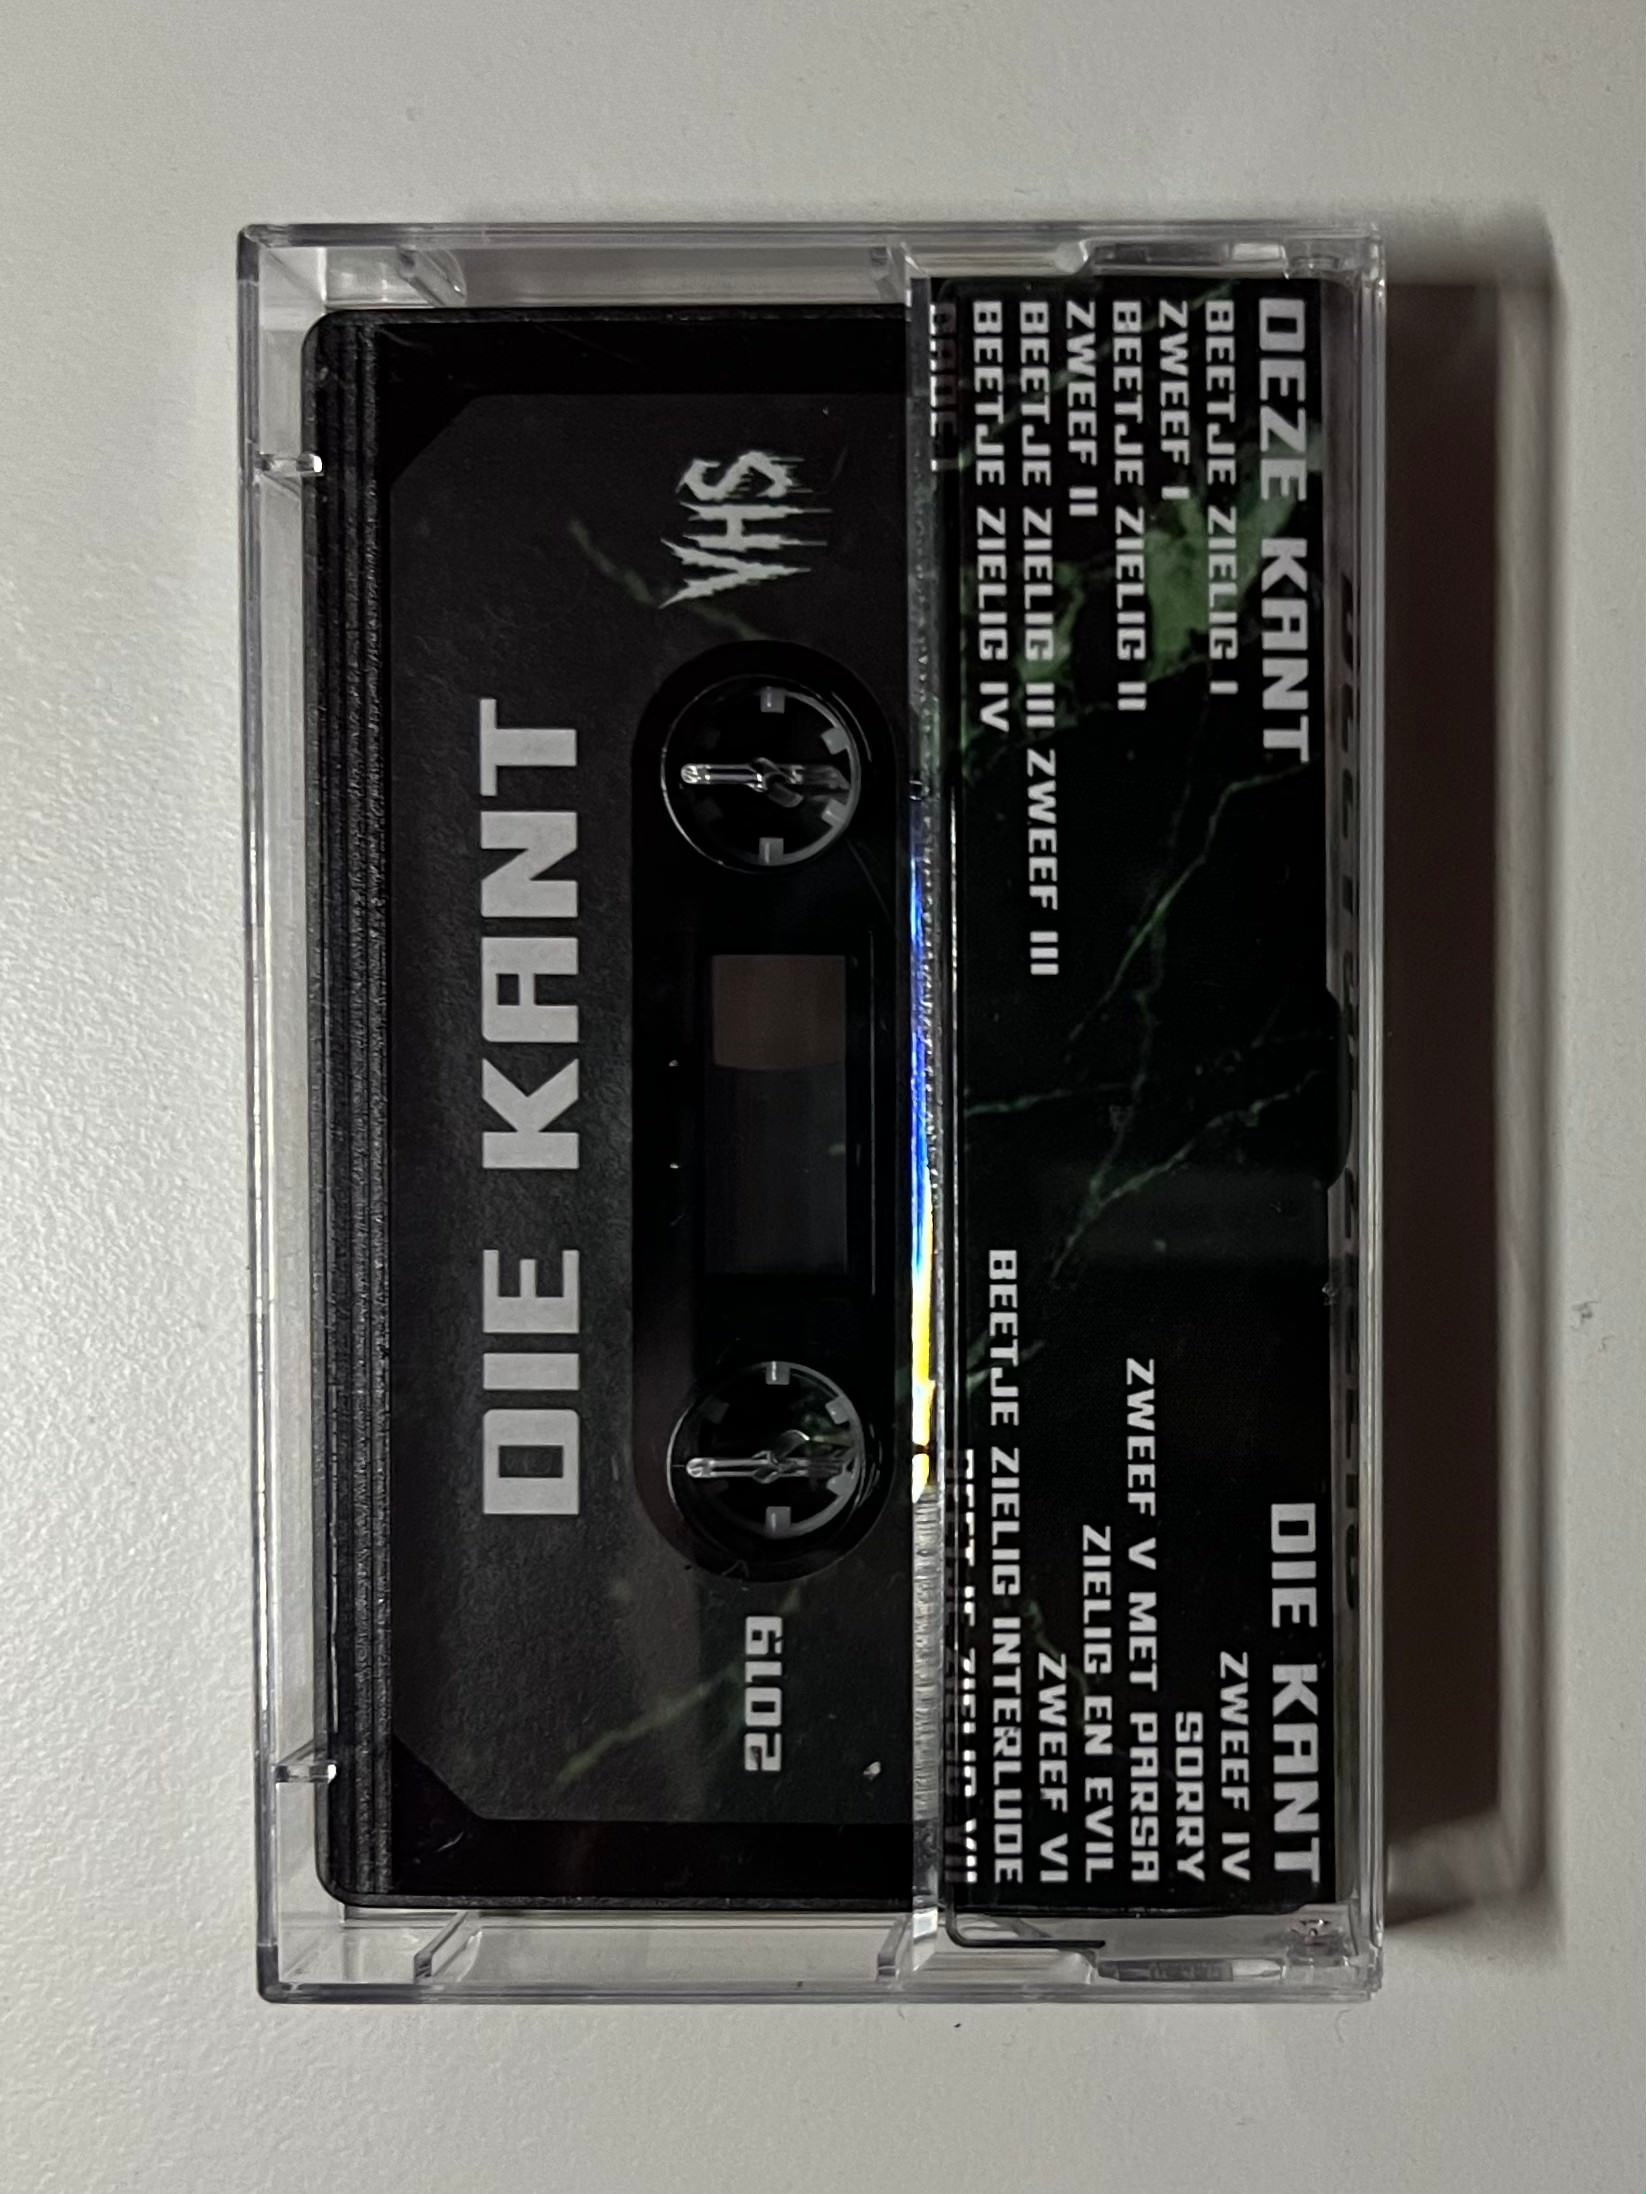 DIE KANT
VHS
2019
DEZE KANT
BEETJE ZIELIG I
ZWEEF I
BEETJE ZIELIG II
ZWEEF II
BEETJE ZIELIG III ZWEEF III
BEETJE ZIELIG IV
DIE KANT
ZWEEF IV
SORRY
ZWEEF V MET PARSA
ZIELIG EN EVIL
ZWEEF VI
BEETJE ZIELIG INTERLUDE